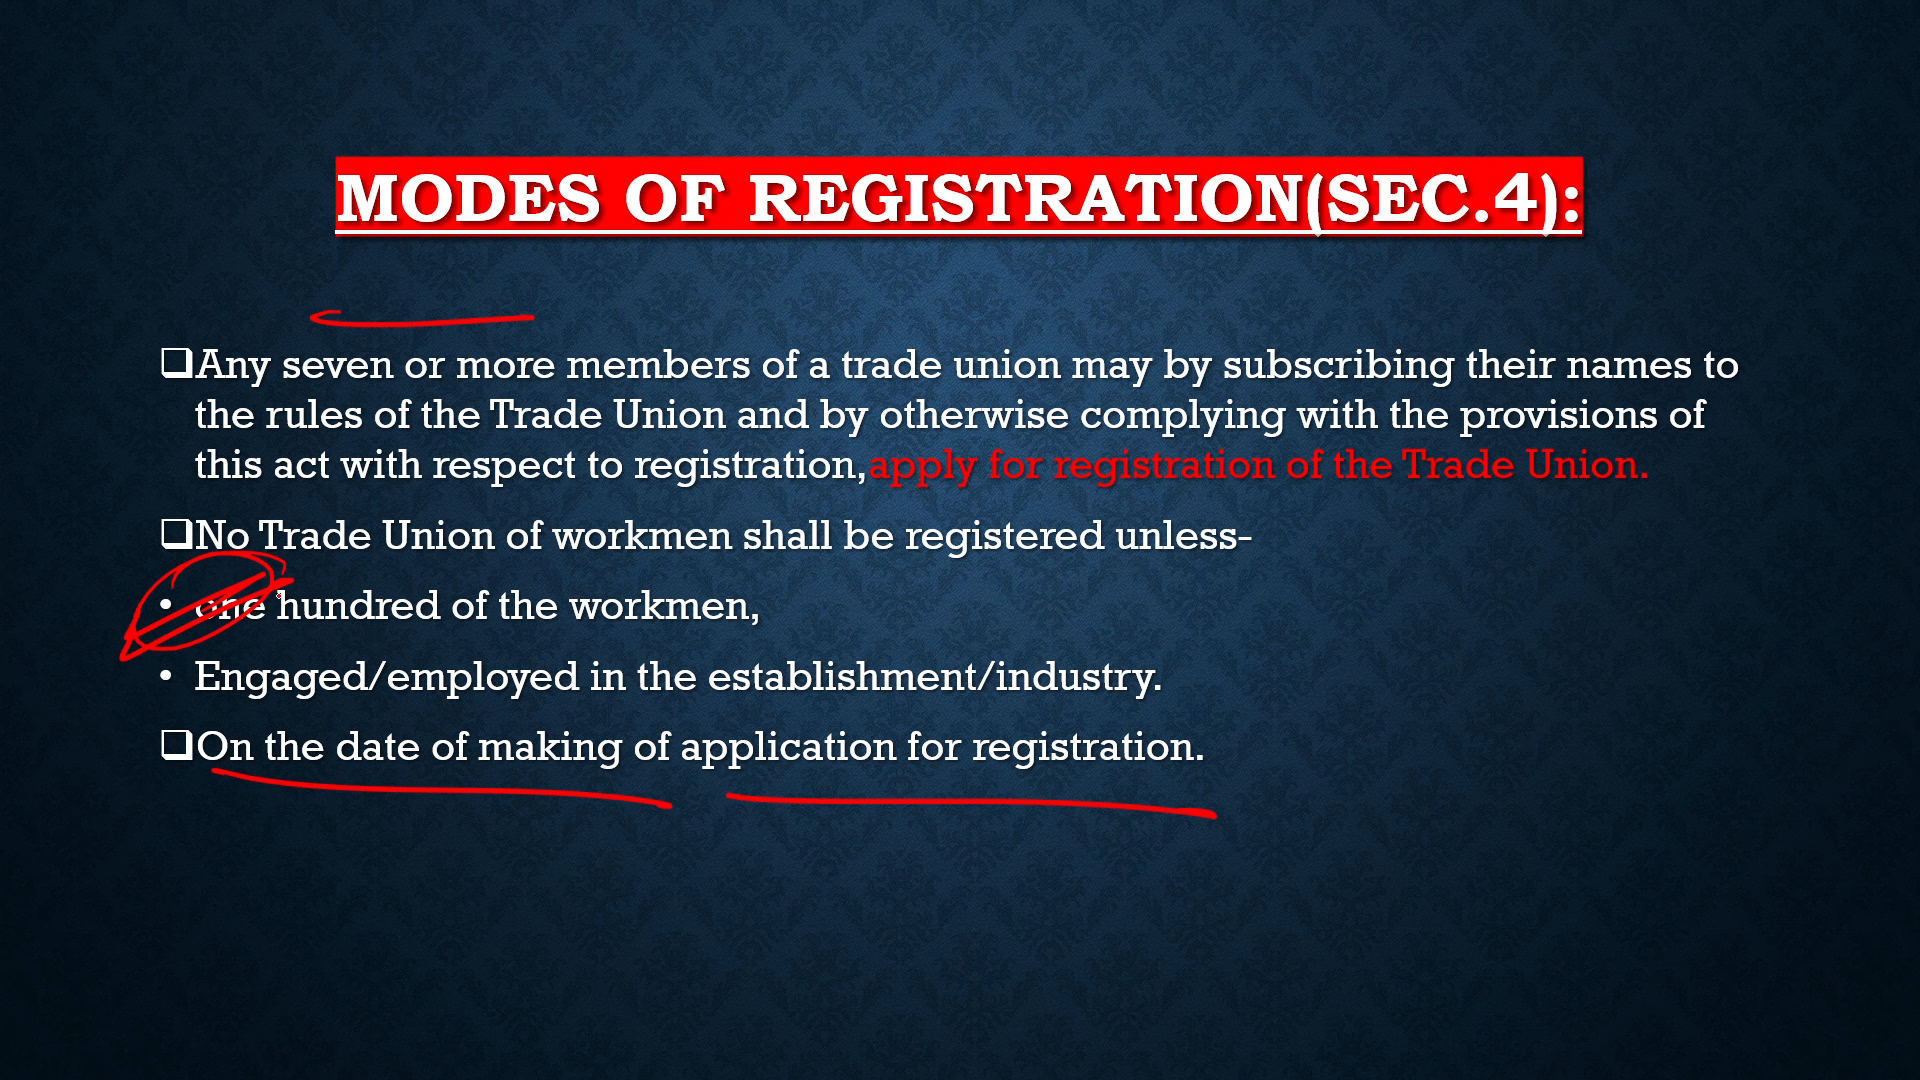 MODES OF REGISTRATION(SEC.4):
Any seven or more members of a trade union may by subscribing their names to
the rules of the Trade Union and by otherwise complying with the provisions of
this act with respect to registration,apply for registration of the Trade Union.
No Trade Union of workmen shall be registered unless-
• one hundred of the workmen,
• Engaged/employed in the establishment/industry.
On the date of making of application for registration.